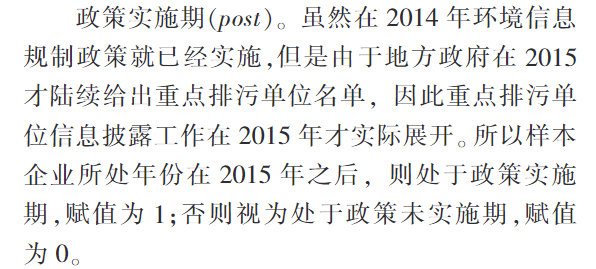 政策实施期(post)。虽然在 2014 年环境信息
规制政策就已经实施,但是由于地方政府在 2015
才陆续给出重点排污单位名单，因此重点排污单
位信息披露工作在 2015 年才实际展开。所以样本
企业所处年份在 2015 年之后，则处于政策实施
期,赋值为 1;否则视为处于政策未实施期,赋值
为 0。